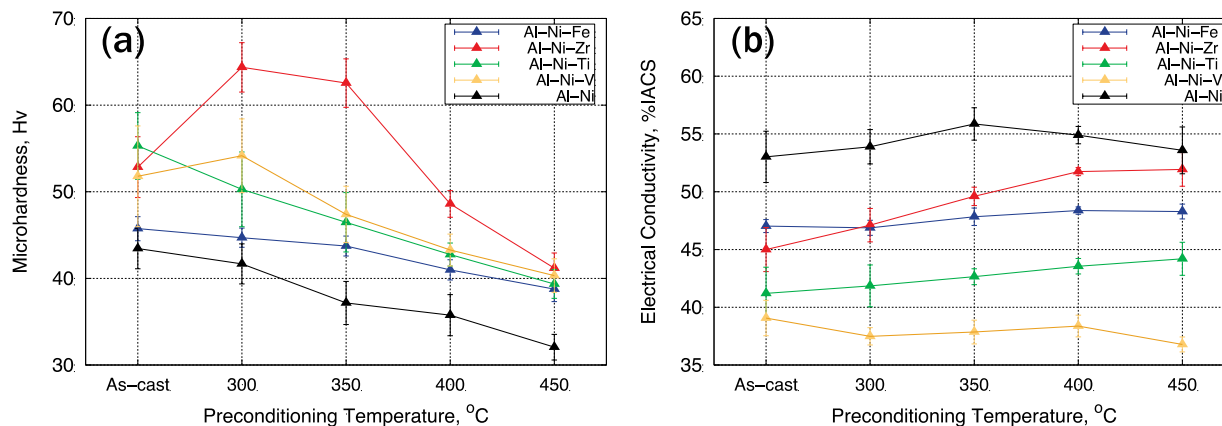 (a)
Al–Ni–Fe
Al–Ni–Zr
Al–Ni–Ti
Al–Ni–V
Al–Ni
Microhardness, Hv
70
60
50
40
30
As–cast 300 350 400 450
Preconditioning Temperature, °C
(b)
Al–Ni–Fe
Al–Ni–Zr
Al–Ni–Ti
Al–Ni–V
Al–Ni
Electrical Conductivity, %IACS
65
60
55
50
45
40
35
As–cast 300 350 400 450
Preconditioning Temperature, °C